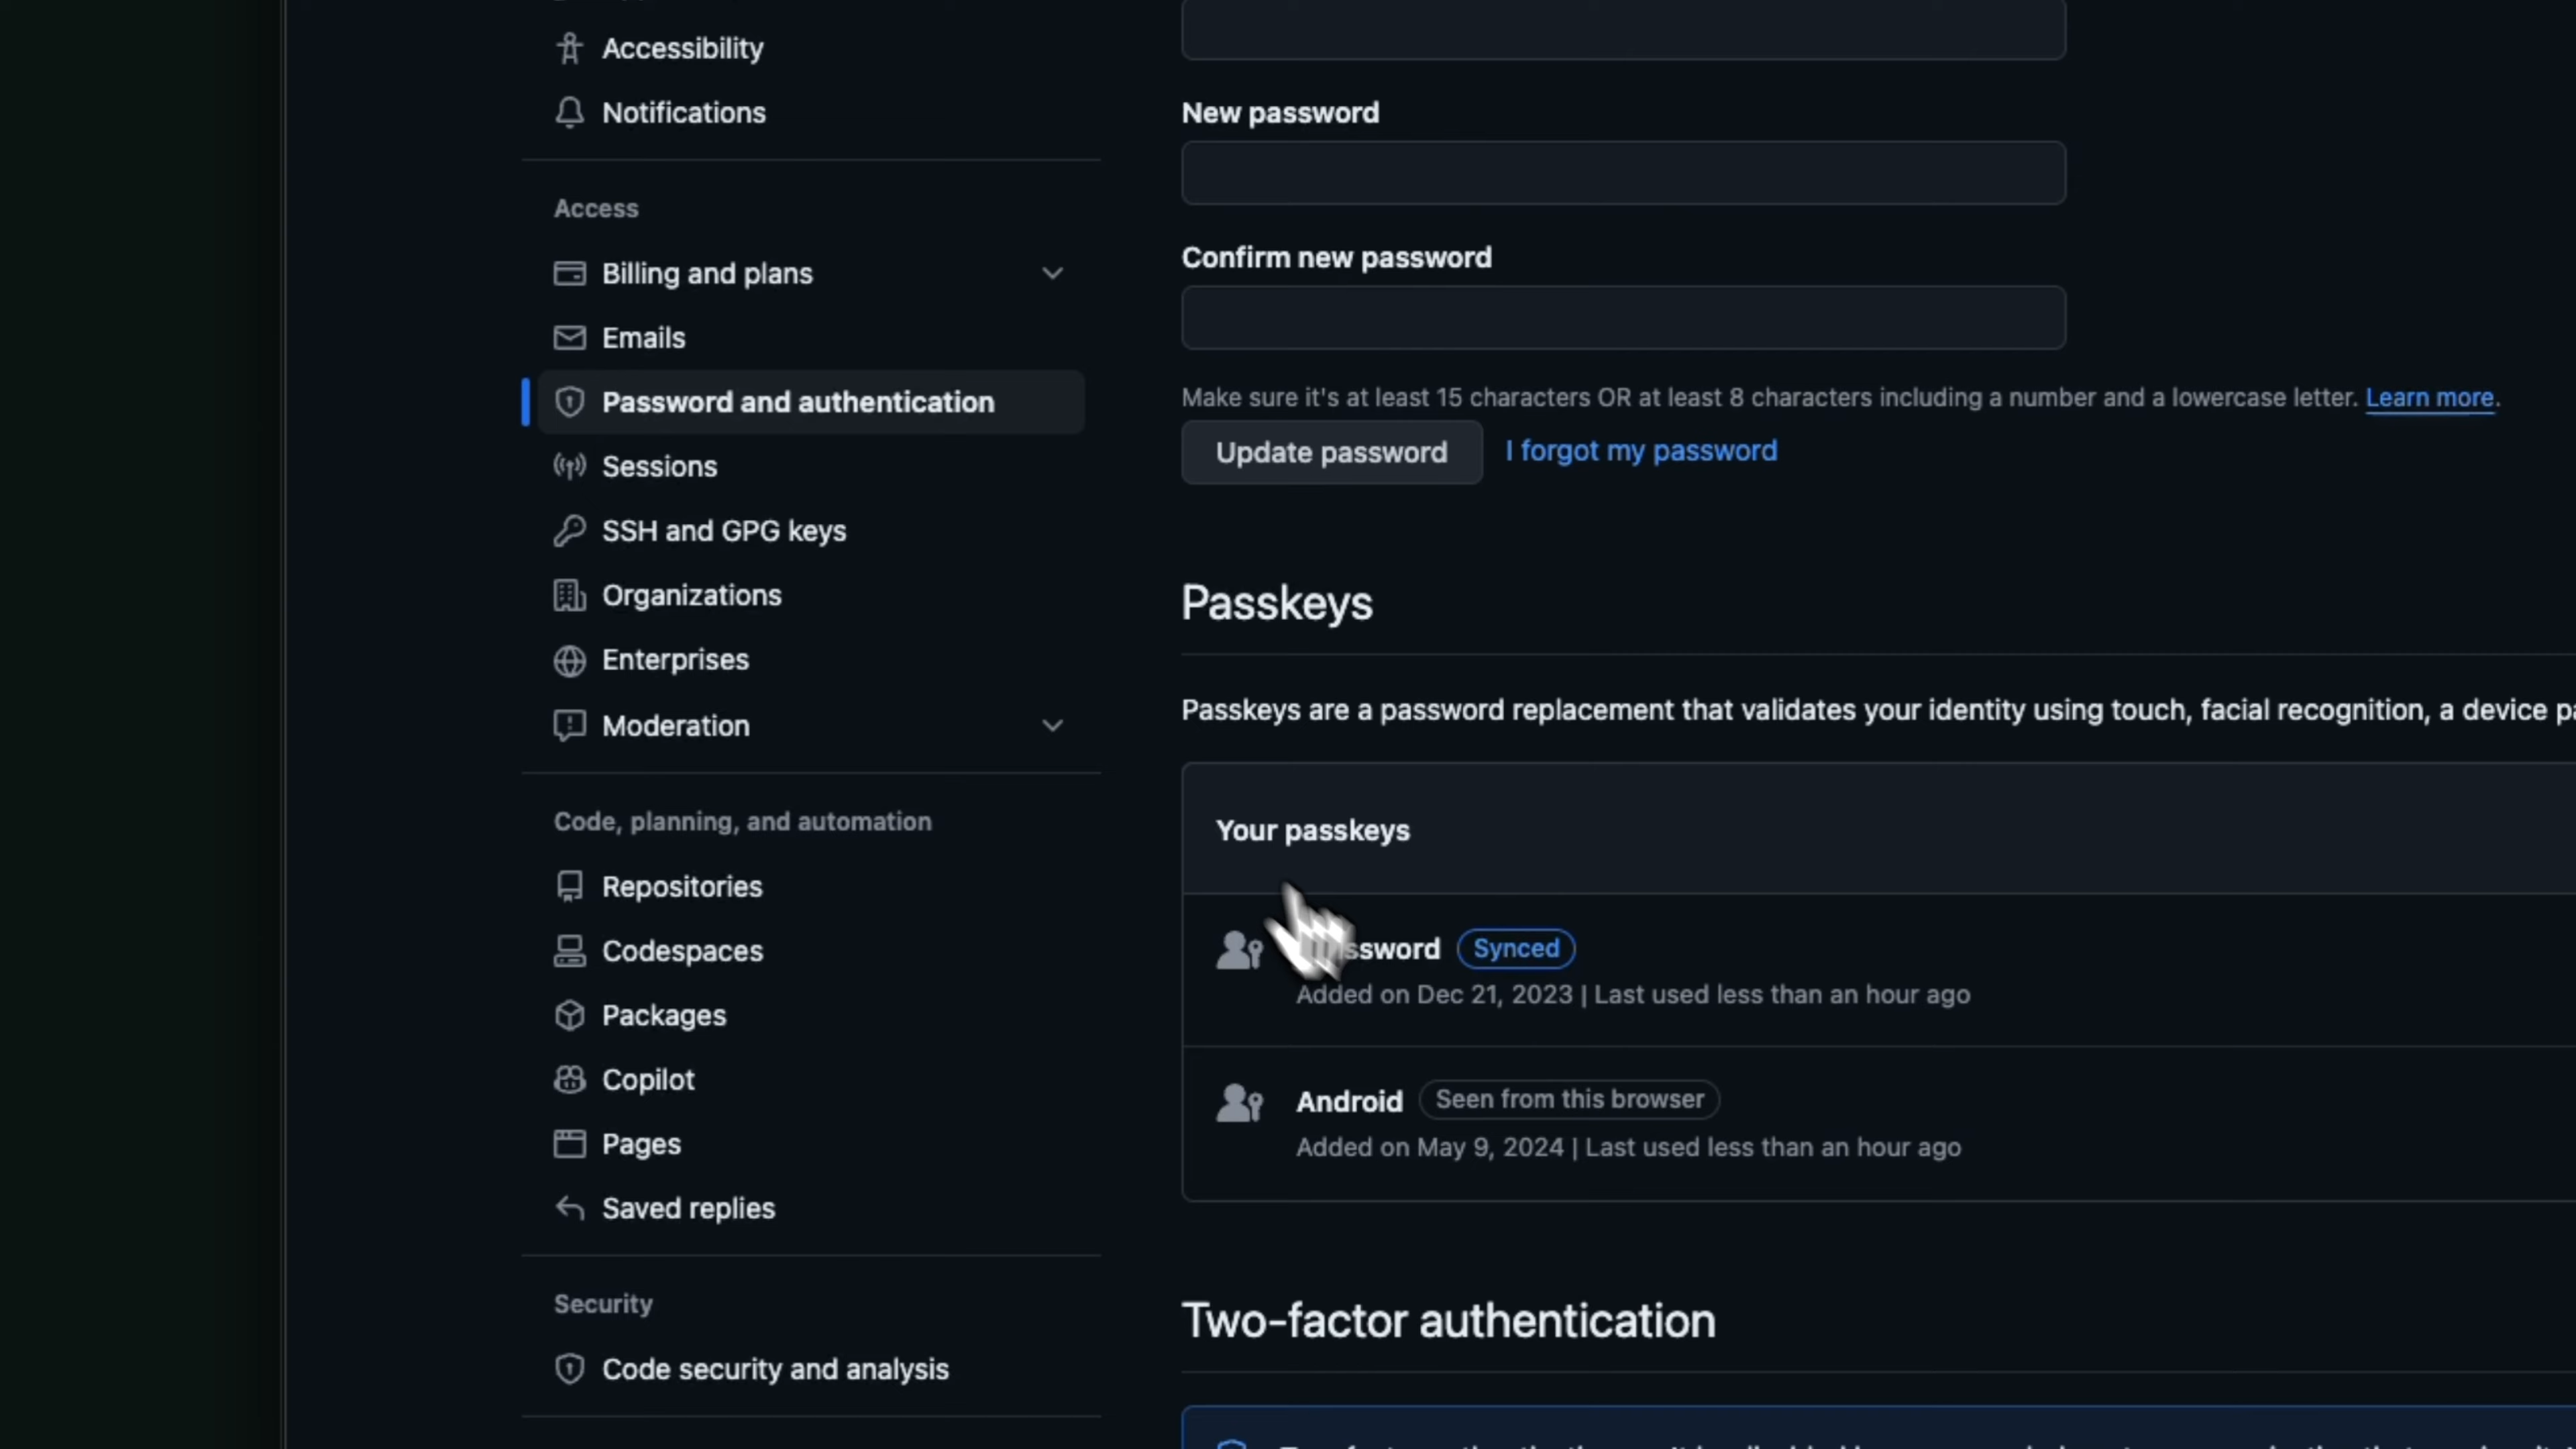 Accessibility
Notifications
Access
Billing and plans
Emails
Password and authentication
Sessions
SSH and GPG keys
Organizations
Enterprises
Moderation
Code, planning, and automation
Repositories
Codespaces
Packages
Copilot
Pages
Saved replies
Security
Code security and analysis
New password
Confirm new password
Make sure it's at least 15 characters OR at least 8 characters including a number and a lowercase letter. Learn more.
Update password I forgot my password
Passkeys
Passkeys are a password replacement that validates your identity using touch, facial recognition, a device
Your passkeys
Synced
Added on Dec 21, 2023 | Last used less than an hour ago
Android Seen from this browser
Added on May 9, 2024 | Last used less than an hour ago
Two-factor authentication